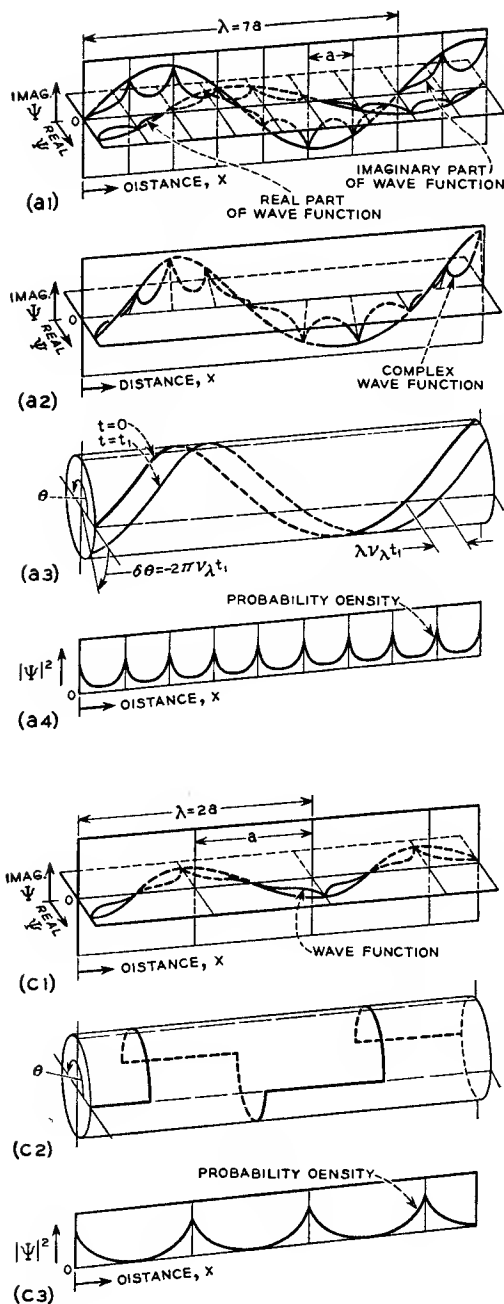 λ=7a
a
IMAG.
Ψ
0
REAL
Ψ
DISTANCE, X
REAL PART
OF WAVE FUNCTION
IMAGINARY PART
OF WAVE FUNCTION
(a1)
IMAG.
Ψ
0
REAL
Ψ
DISTANCE, X
COMPLEX
WAVE FUNCTION
(a2)
t=0
t=t₁
θ
δθ=-2πν_λt₁
λν_λt₁
(a3)
PROBABILITY DENSITY
|Ψ|²
0
DISTANCE, X
(a4)
λ=2a
a
IMAG.
Ψ
0
REAL
Ψ
WAVE FUNCTION
DISTANCE, X
(c1)
θ
(c2)
PROBABILITY DENSITY
|Ψ|²
0
DISTANCE, X
(c3)